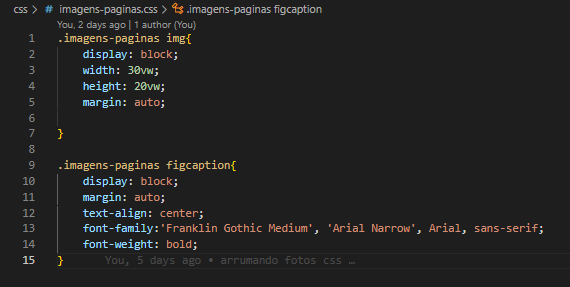 css > # imagens-paginas.css > .imagens-paginas figcaption
You, 2 days ago | 1 author (You)
1 .imagens-paginas img{
2 display: block;
3 width: 30vw;
4 height: 20vw;
5 margin: auto;
6
7 }
8
9 .imagens-paginas figcaption{
10 display: block;
11 margin: auto;
12 text-align: center;
13 font-family:'Franklin Gothic Medium', 'Arial Narrow', Arial, sans-serif;
14 font-weight: bold;
15 } You, 5 days ago • arrumando fotos css …